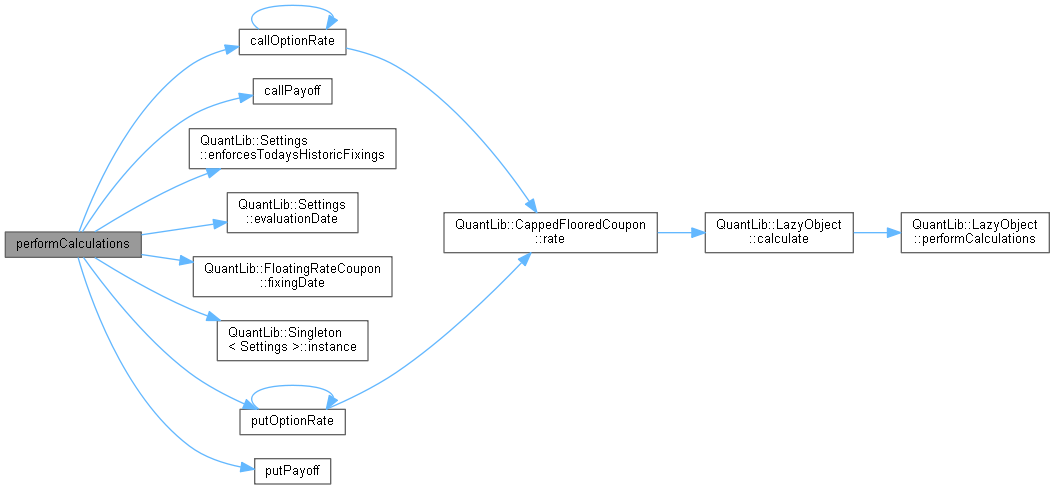 callOptionRate
callPayoff
QuantLib::Settings
::enforcesTodaysHistoricFixings
QuantLib::Settings
::evaluationDate
performCalculations
QuantLib::FloatingRateCoupon
::fixingDate
QuantLib::Singleton
< Settings >::instance
putOptionRate
putPayoff
QuantLib::CappedFlooredCoupon
::rate
QuantLib::LazyObject
::calculate
QuantLib::LazyObject
::performCalculations